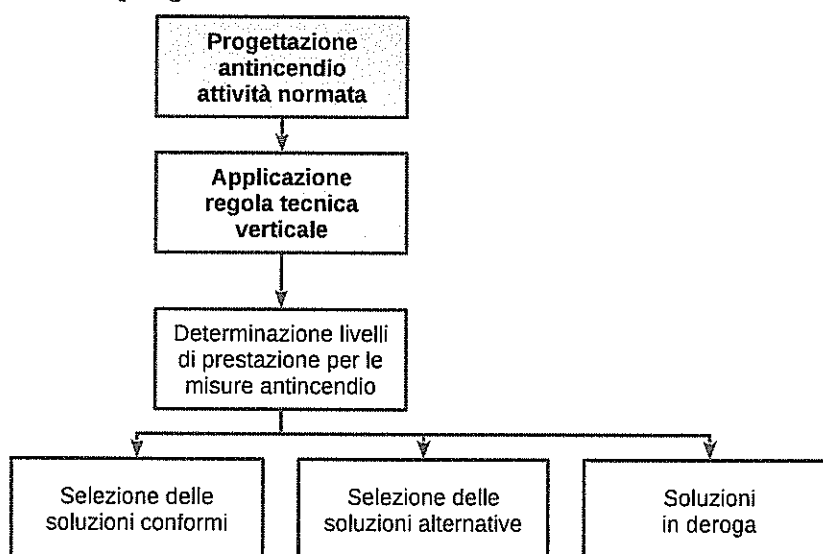 Progettazione
antincendio
attività normata
Applicazione
regola tecnica
verticale
Determinazione livelli
di prestazione per le
misure antincendio
Selezione delle
soluzioni conformi
Selezione delle
soluzioni alternative
Soluzioni
in deroga